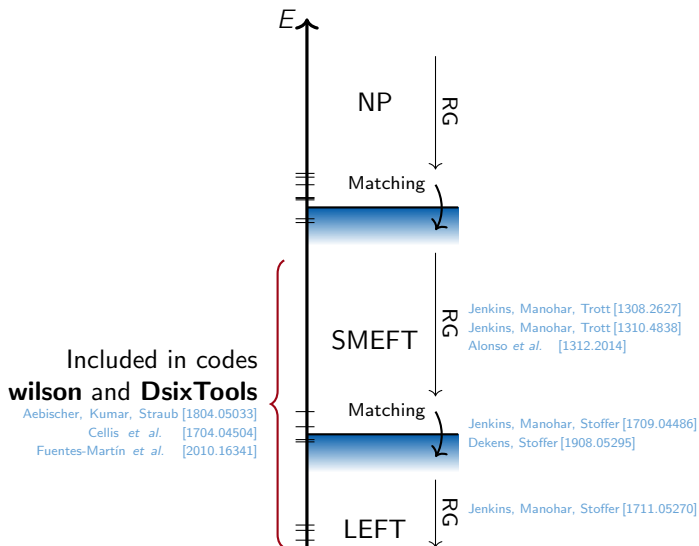 E
NP
RG
Matching
SMEFT
RG
Jenkins, Manohar, Trott [1308.2627]
Jenkins, Manohar, Trott [1310.4838]
Alonso et al. [1312.2014]
Included in codes
wilson and DsixTools
Aebischer, Kumar, Straub [1804.05033]
Cellis et al. [1704.04504]
Fuentes-Martín et al. [2010.16341]
Matching
Jenkins, Manohar, Stoffer [1709.04486]
Dekens, Stoffer [1908.05295]
LEFT
RG
Jenkins, Manohar, Stoffer [1711.05270]